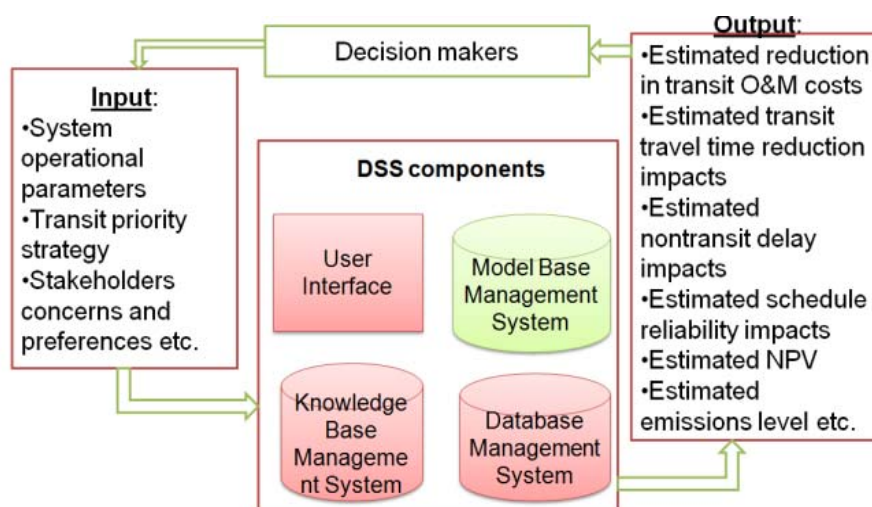 Decision makers
Input:
•System
operational
parameters
•Transit priority
strategy
•Stakeholders
concerns and
preferences etc.
DSS components
User
Interface
Model Base
Management
System
Knowledge
Base
Manageme
nt System
Database
Management
System
Output:
•Estimated reduction
in transit O&M costs
•Estimated transit
travel time reduction
impacts
•Estimated
nontransit delay
impacts
•Estimated schedule
reliability impacts
•Estimated NPV
•Estimated
emissions level etc.